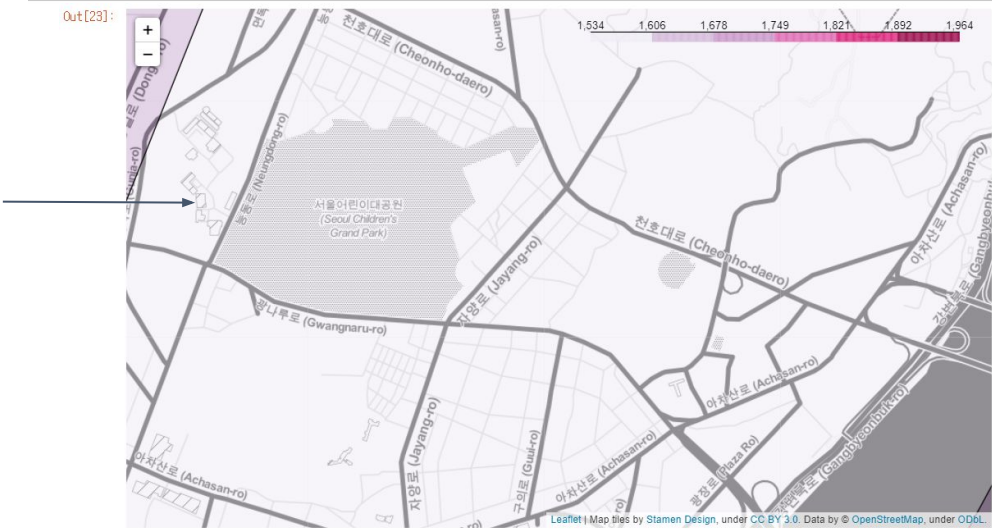 Out[23]:
+
−
1,534 1,606 1,678 1,749 1,821 1,892 1,964
천호대로 (Cheonho-daero)
능동로 (Neungdong-ro)
서울어린이대공원
(Seoul Children's
Grand Park)
천호대로 (Cheonho-daero)
아차산로 (Achasan-ro)
자양로 (Jayang-ro)
광나루로 (Gwangnaru-ro)
아차산로 (Achasan-ro)
자양로 (Jayang-ro)
구의로 (Guui-ro)
아차산로 (Achasan-ro)
광장로 (Plaza Ro)
(Gangbyeonbuk-ro)
아차산로 (Achasan-ro)
Leaflet | Map tiles by Stamen Design, under CC BY 3.0. Data by © OpenStreetMap, under ODbL.